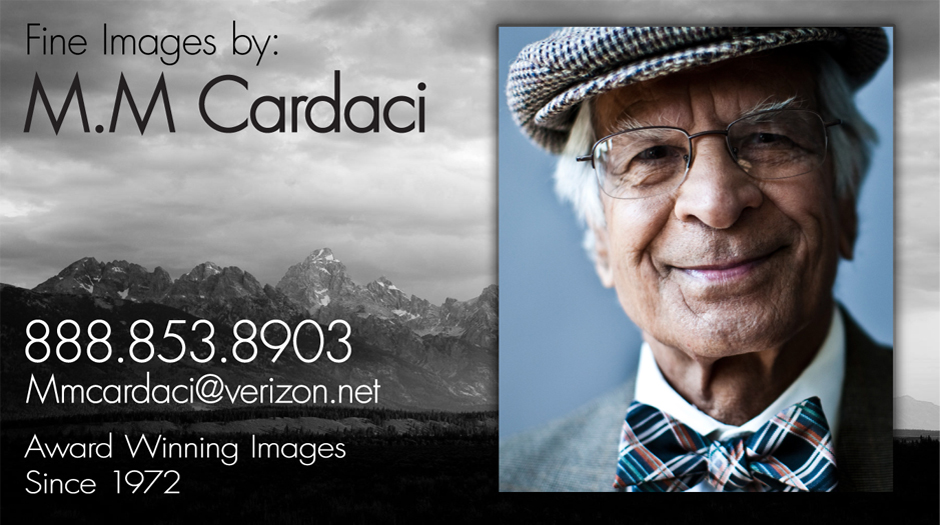 Fine Images by:
M.M Cardaci
888.853.8903
Mmcardaci@verizon.net
Award Winning Images
Since 1972